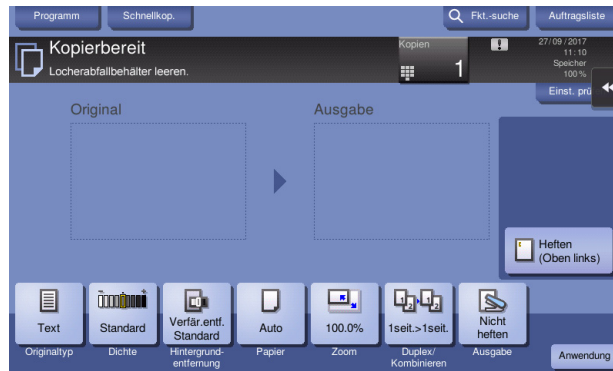 Programm
Schnellkop.
Fkt.-suche
Auftragsliste
Kopierbereit
Locherabfallbehälter leeren.
Kopien
1
27/09/2017
11:10
Speicher
100%
Einst. prü
Original
Ausgabe
Heften
(Oben links)
Text
Standard
Verfär.entf.
Standard
Auto
100.0%
1seit.>1seit.
Nicht
heften
Originaltyp
Dichte
Hintergrund-
entfernung
Papier
Zoom
Duplex/
Kombinieren
Ausgabe
Anwendung